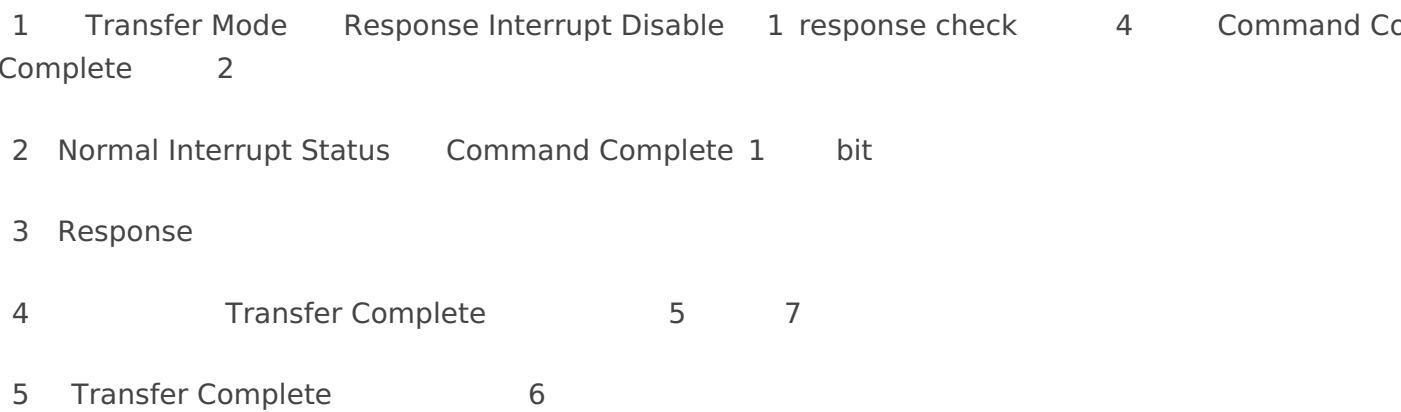 1 Transfer Mode Response Interrupt Disable 1 response check 4 Command Co
Complete 2
2 Normal Interrupt Status Command Complete 1 bit
3 Response
4 Transfer Complete 5 7
5 Transfer Complete 6